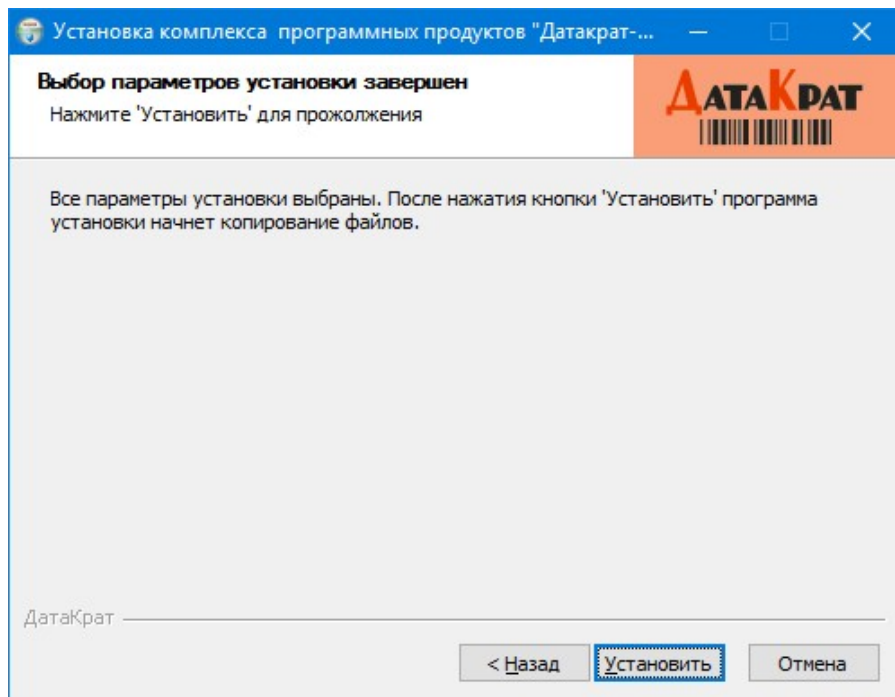 Установка комплекса  программных продуктов "Датакрат-...
Выбор параметров установки завершен
Нажмите 'Установить' для прожолжения
ДАТАКРАТ
Все параметры установки выбраны. После нажатия кнопки 'Установить' программа
установки начнет копирование файлов.
ДатаКрат
< Назад
Установить
Отмена